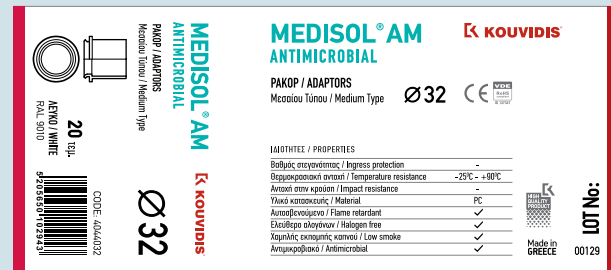 MEDISOL® AM
ANTIMICROBIAL
ΡΑΚΟΡ / ADAPTORS
Μεσαίου Τύπου / Medium Type
20 τεμ.
ΛΕΥΚΟ / WHITE
RAL 9010
5205650102943
CODE: 4044032
KOUVIDIS
Ø32
MEDISOL® AM
ANTIMICROBIAL
KOUVIDIS®
ΡΑΚΟΡ / ADAPTORS
Μεσαίου Τύπου / Medium Type
Ø32
CE
VDE
RoHS
ΙΔΙΟΤΗΤΕΣ / PROPERTIES
Βαθμός στεγανότητας / Ingress protection -
Θερμοκρασιακή αντοχή / Temperature resistance -25°C - +90°C
Αντοχή στην κρούση / Impact resistance -
Υλικό κατασκευής / Material PC
Αυτοσβενούμενο / Flame retardant ✓
Ελεύθερο αλογόνων / Halogen free ✓
Χαμηλής εκπομπής καπνού / Low smoke ✓
Αντιμικροβιακό / Antimicrobial ✓
HIGH
QUALITY
PRODUCT
Made in
GREECE
LOT No:
00129